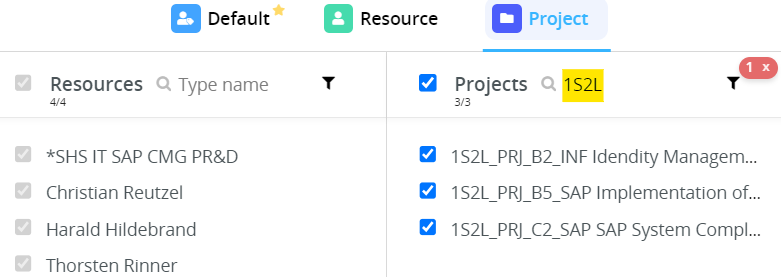 Default Resource Project
Resources Type name Projects 1S2L 1 x
4/4 3/3
*SHS IT SAP CMG PR&D 1S2L_PRJ_B2_INF Idendity Managem...
Christian Reutzel 1S2L_PRJ_B5_SAP Implementation of...
Harald Hildebrand 1S2L_PRJ_C2_SAP SAP System Compl...
Thorsten Rinner